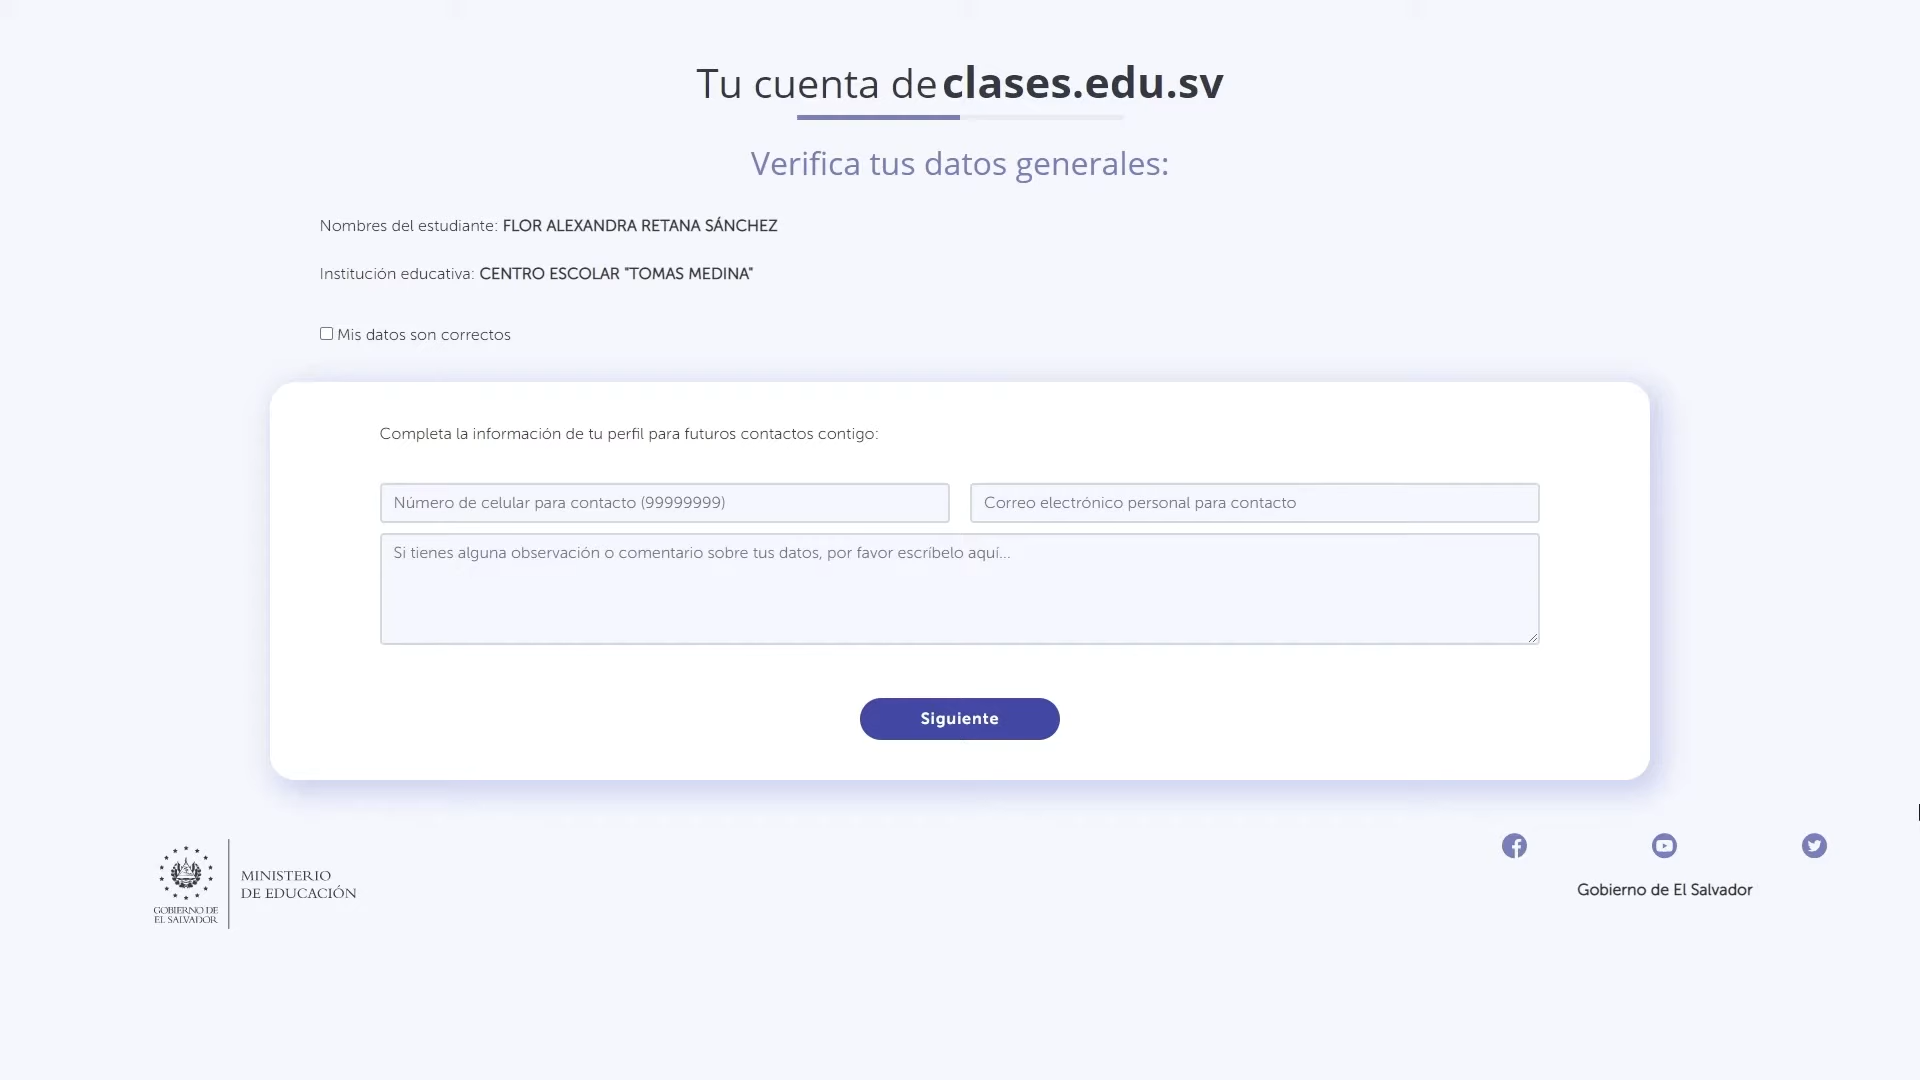 Tu cuenta de clases.edu.sv
Verifica tus datos generales:
Nombres del estudiante: FLOR ALEXANDRA RETANA SÁNCHEZ
Institución educativa: CENTRO ESCOLAR "TOMAS MEDINA"
Mis datos son correctos
Completa la información de tu perfil para futuros contactos contigo:
Número de celular para contacto (99999999)
Correo electrónico personal para contacto
Si tienes alguna observación o comentario sobre tus datos, por favor escríbelo aquí...
Siguiente
GOBIERNO DE
EL SALVADOR
MINISTERIO
DE EDUCACIÓN
Gobierno de El Salvador